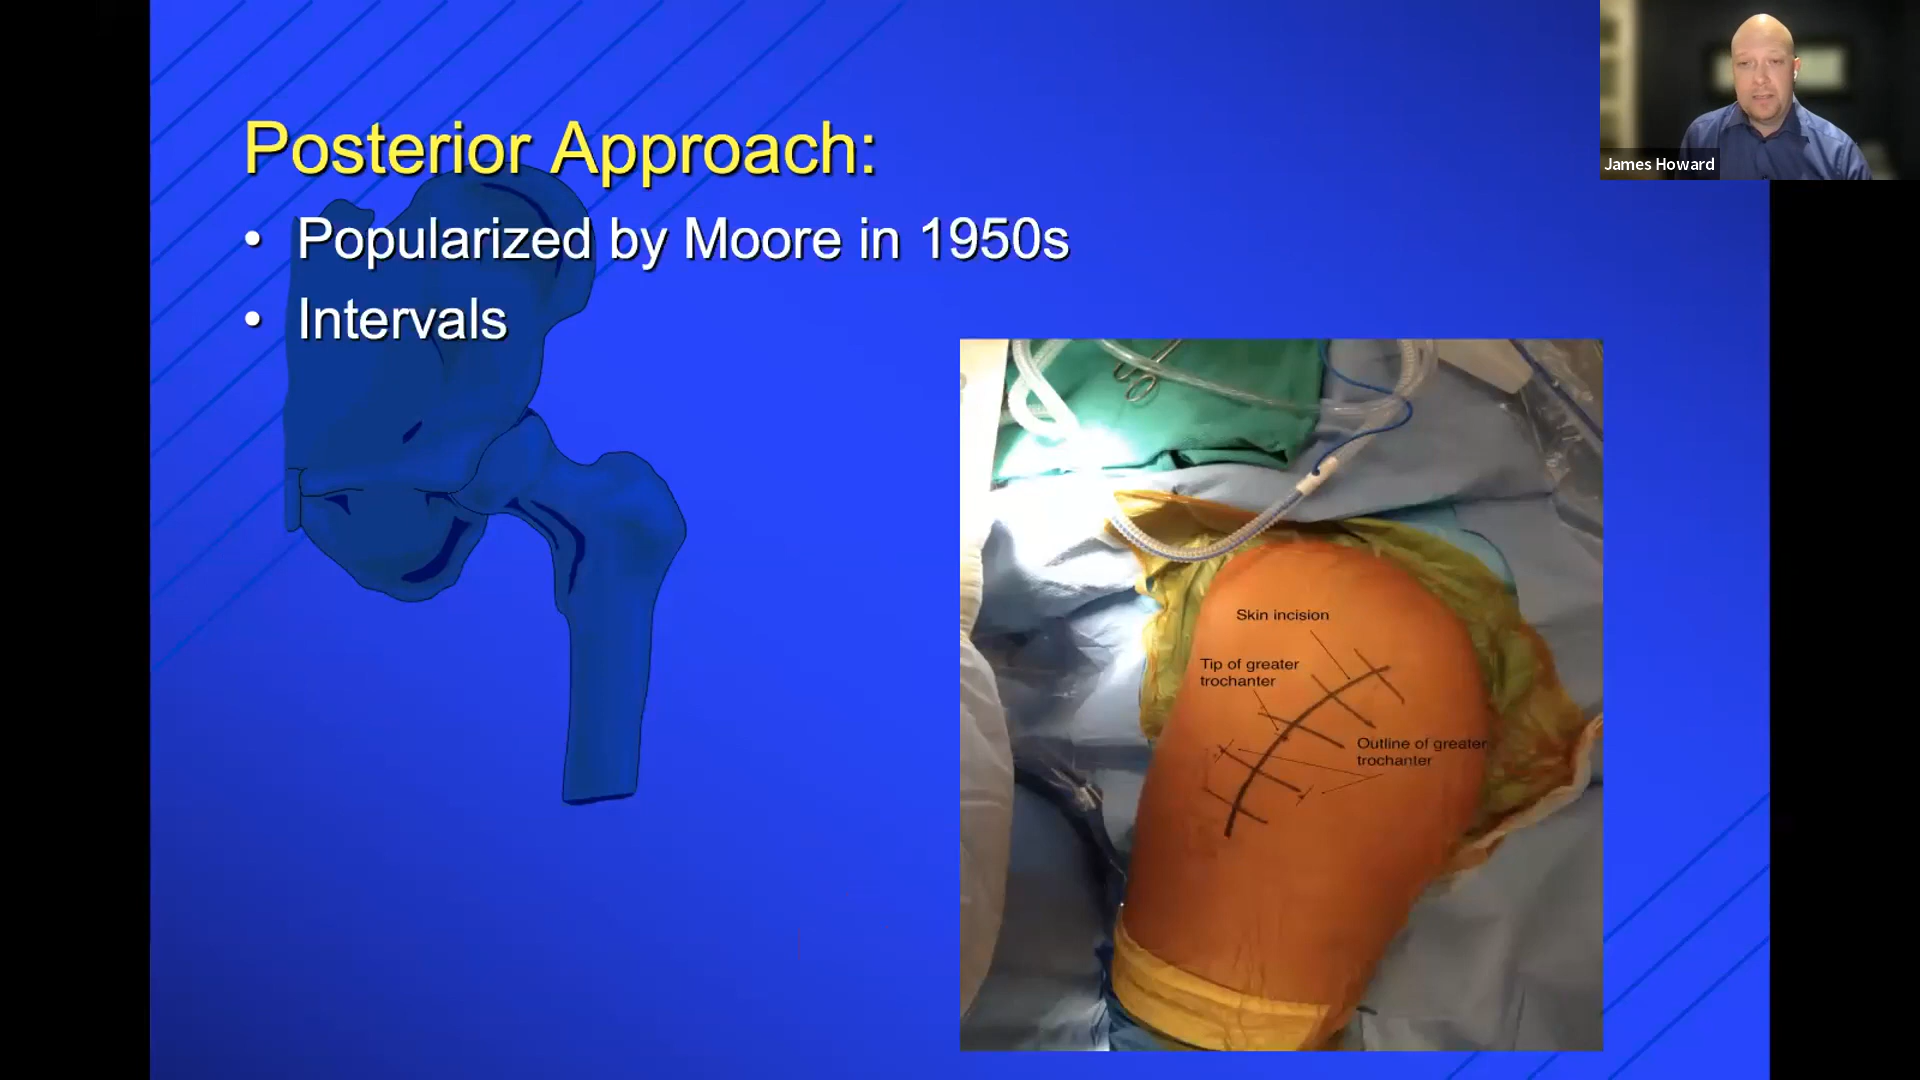 Posterior Approach:
• Popularized by Moore in 1950s
• Intervals
Skin incision
Tip of greater
trochanter
Outline of greater
trochanter
James Howard